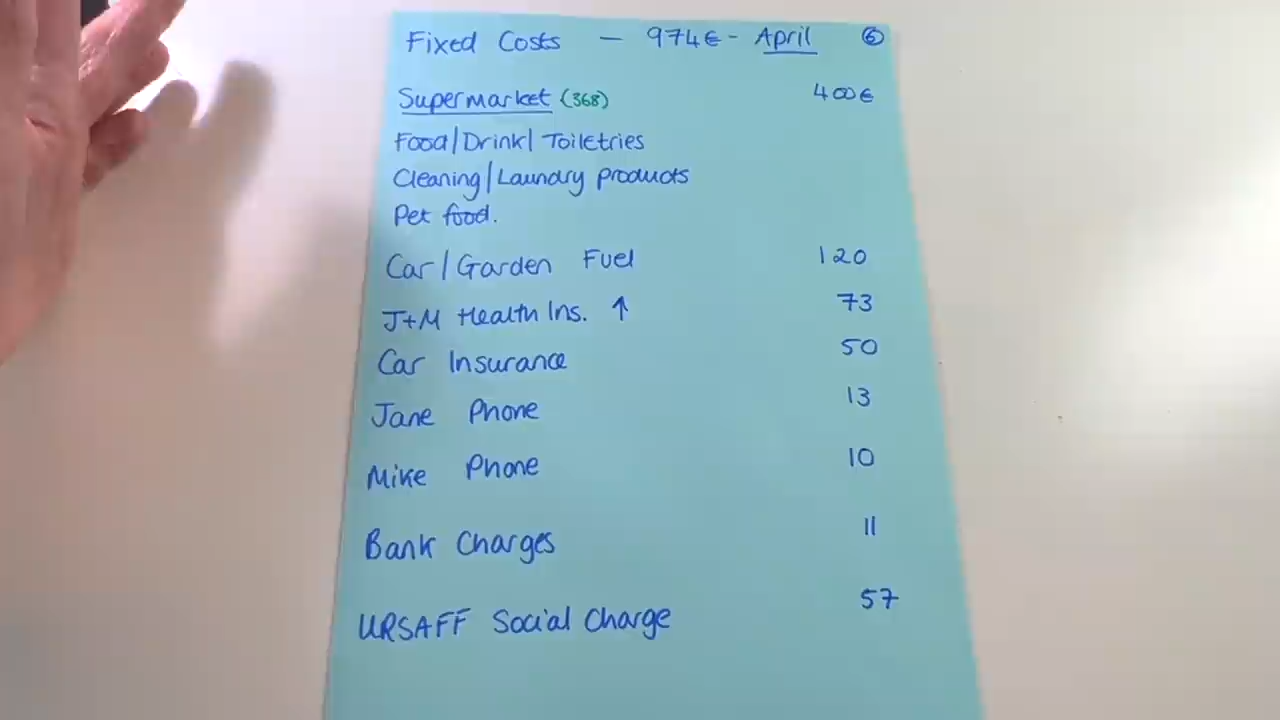 Fixed Costs — 974€ - April ⑥
Supermarket (368) 400€
Food/Drink/Toiletries
Cleaning/Laundry products
Pet food.
Car/Garden Fuel 120
J+M Health Ins. ↑ 73
Car Insurance 50
Jane Phone 13
Mike Phone 10
Bank Charges 11
URSAFF Social Charge 57